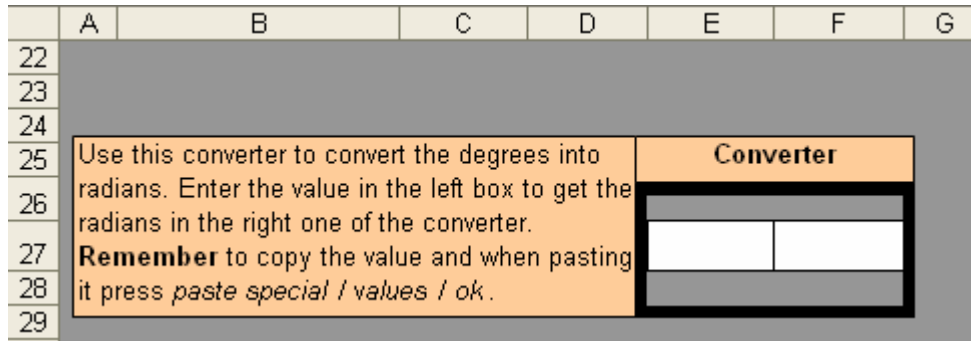 A B C D E F G
22
23
24
25
26
27
28
29
Use this converter to convert the degrees into
radians. Enter the value in the left box to get the
radians in the right one of the converter.
Remember to copy the value and when pasting
it press paste special / values / ok.
Converter